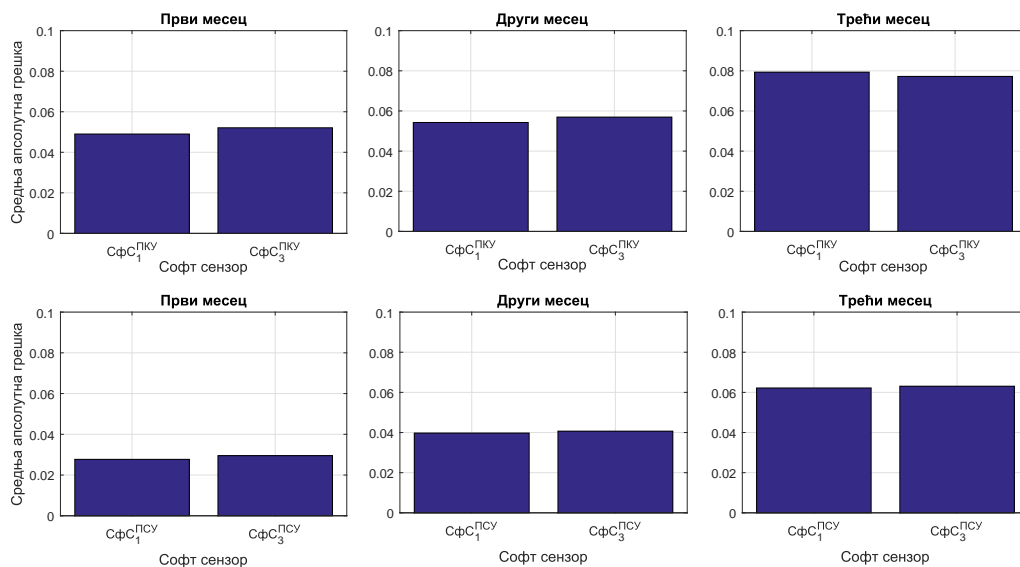 Први месец
Други месец
Трећи месец
Средња апсолутна грешка
0.1
0.08
0.06
0.04
0.02
0
СфС₁ᴾᴷУ СфС₃ᴾᴷУ
Софт сензор
0.1
0.08
0.06
0.04
0.02
0
СфС₁ПКУ СфС₃ПКУ
Софт сензор
0.1
0.08
0.06
0.04
0.02
0
СфС₁ПКУ СфС₃ПКУ
Софт сензор
Први месец
Други месец
Трећи месец
Средња апсолутна грешка
0.1
0.08
0.06
0.04
0.02
0
СфС₁ПСУ СфС₃ПСУ
Софт сензор
0.1
0.08
0.06
0.04
0.02
0
СфС₁ПСУ СфС₃ПСУ
Софт сензор
0.1
0.08
0.06
0.04
0.02
0
СфС₁ПСУ СфС₃ПСУ
Софт сензор